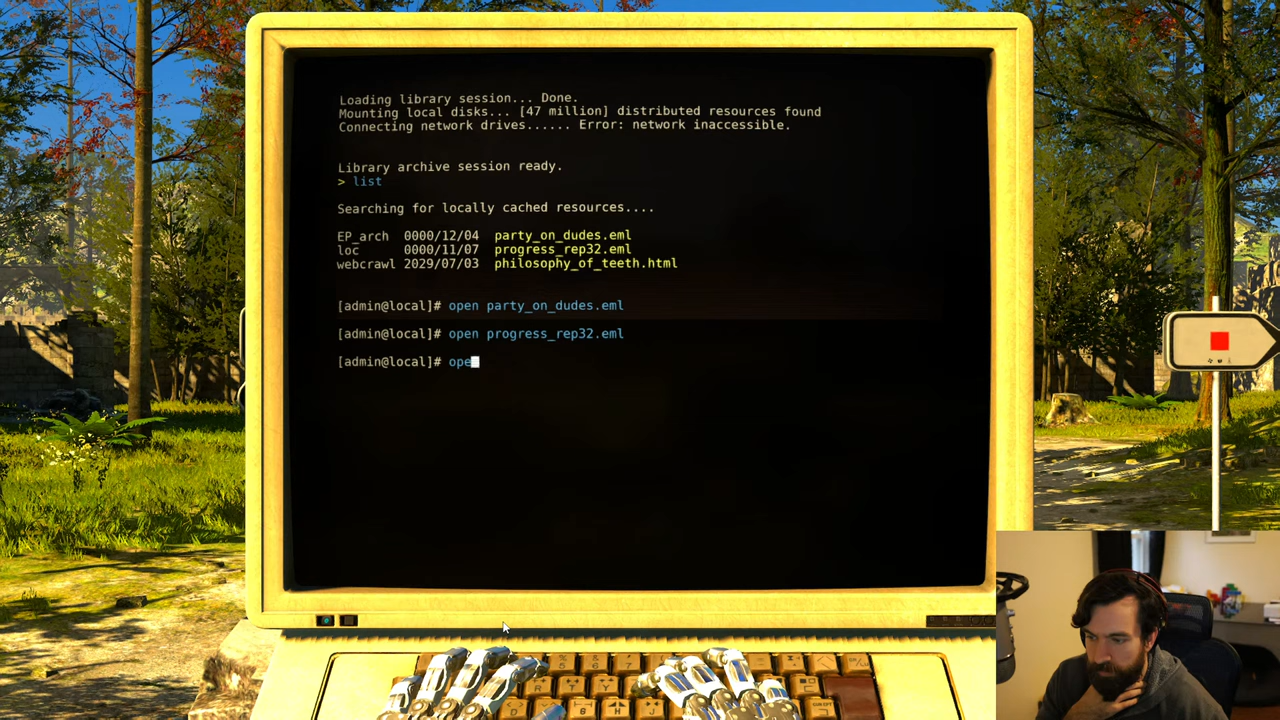 Loading library session... Done.
Mounting local disks... [47 million] distributed resources found
Connecting network drives...... Error: network inaccessible.
Library archive session ready.
> list
Searching for locally cached resources....
EP_arch 0000/12/04 party_on_dudes.eml
loc 0000/11/07 progress_rep32.eml
webcrawl 2029/07/03 philosophy_of_teeth.html
[admin@local]# open party_on_dudes.eml
[admin@local]# open progress_rep32.eml
[admin@local]# ope